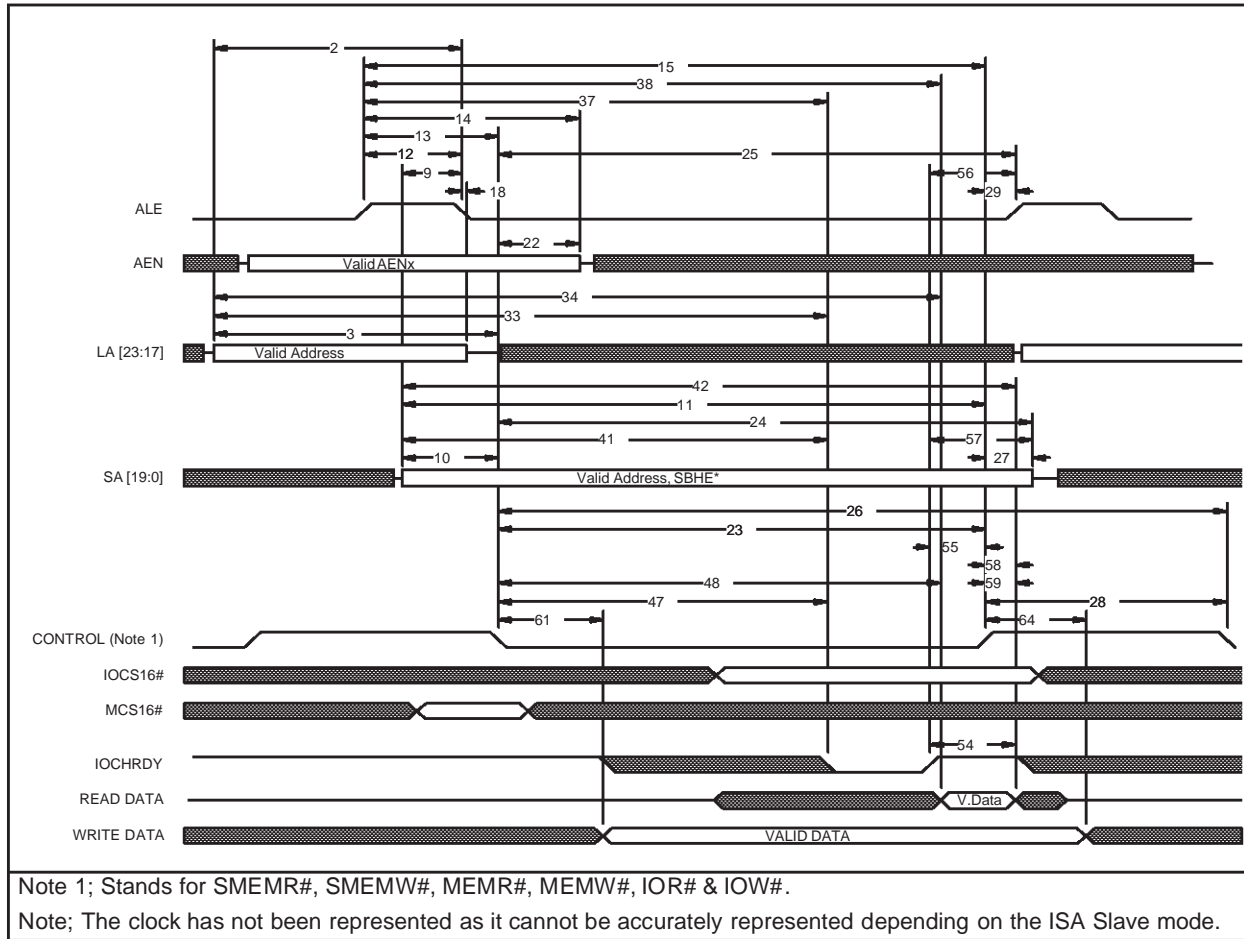 2
15
38
37
14
13
12
25
9
56
18
29
ALE
22
AEN
Valid AENx
34
33
3
LA [23:17]
Valid Address
42
11
24
41
57
10
27
SA [19:0]
Valid Address, SBHE*
26
23
55
58
48
59
47
28
61
64
CONTROL (Note 1)
IOCS16#
MCS16#
54
IOCHRDY
READ DATA
V.Data
WRITE DATA
VALID DATA
Note 1; Stands for SMEMR#, SMEMW#, MEMR#, MEMW#, IOR# & IOW#.
Note; The clock has not been represented as it cannot be accurately represented depending on the ISA Slave mode.